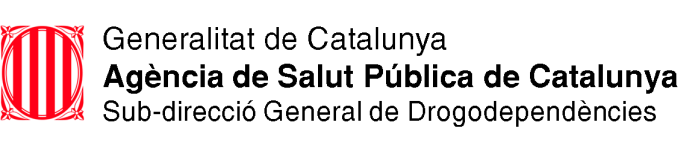 Generalitat de Catalunya
Agència de Salut Pública de Catalunya
Sub-direcció General de Drogodependències